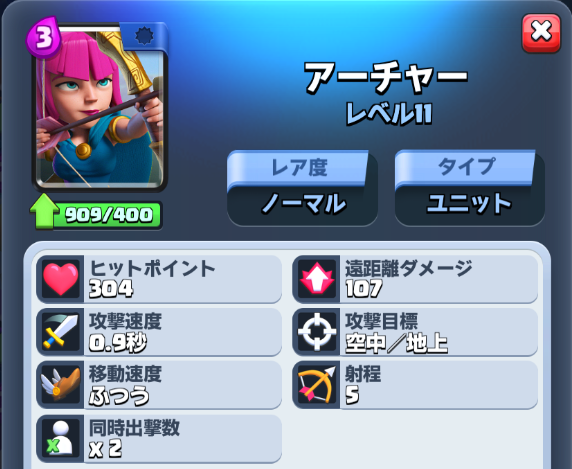 3
アーチャー
レベル11
レア度
タイプ
ノーマル
ユニット
909/400
ヒットポイント
304
遠距離ダメージ
107
攻撃速度
0.9秒
攻撃目標
空中／地上
移動速度
ふつう
射程
5
同時出撃数
x 2